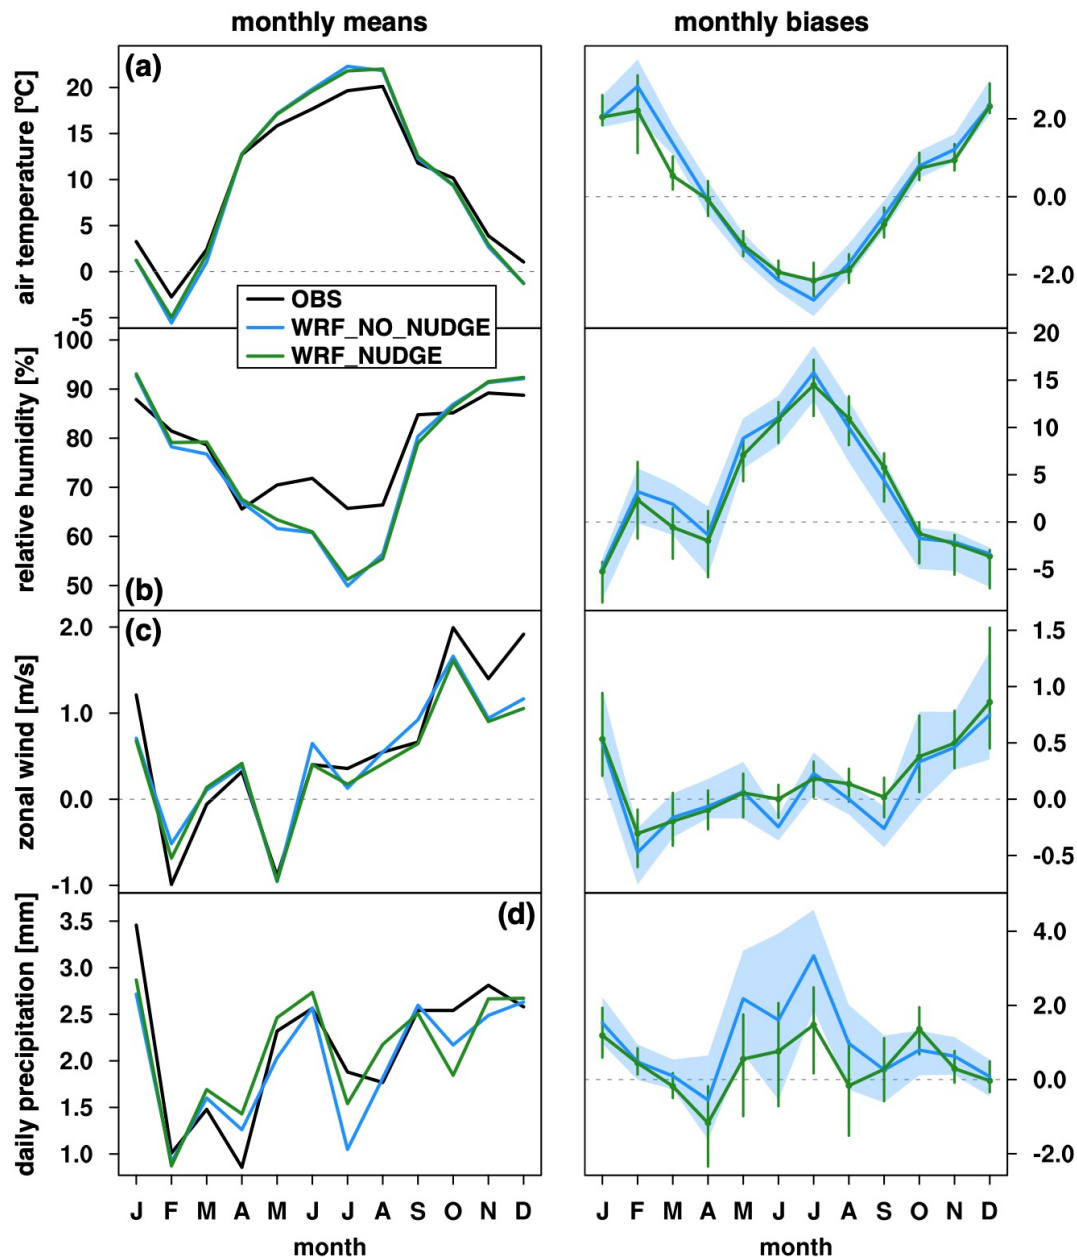 monthly means
monthly biases
(a)
air temperature [ºC]
20
15
10
5
0
-5
2.0
0.0
-2.0
OBS
WRF_NO_NUDGE
WRF_NUDGE
(b)
relative humidity [%]
100
90
80
70
60
50
20
15
10
5
0
-5
(c)
zonal wind [m/s]
2.0
1.0
0.0
-1.0
1.5
1.0
0.5
0.0
-0.5
(d)
daily precipitation [mm]
3.5
3.0
2.5
2.0
1.5
1.0
4.0
2.0
0.0
-2.0
J F M A M J J A S O N D
J F M A M J J A S O N D
month
month